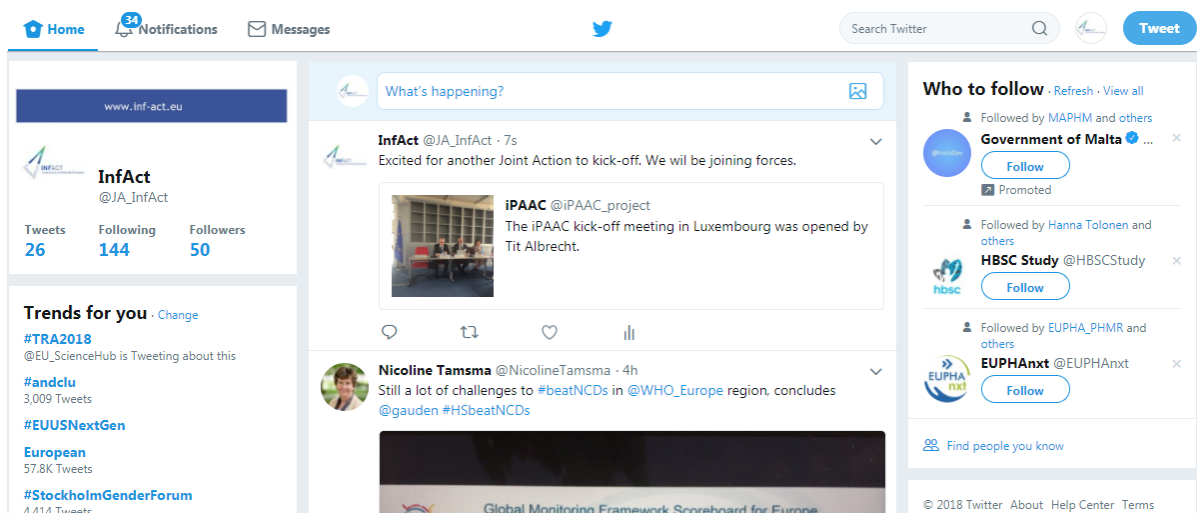 Home
34
Notifications
Messages
Search Twitter
Tweet
www.inf-act.eu
INFACT
InfAct
@JA_InfAct
Tweets Following Followers
26 144 50
Trends for you · Change
#TRA2018
@EU_ScienceHub is Tweeting about this
#andclu
3,009 Tweets
#EUUSNextGen
European
57.8K Tweets
#StockholmGenderForum
4,414 Tweets
What's happening?
InfAct @JA_InfAct · 7s
Excited for another Joint Action to kick-off. We wil be joining forces.
iPAAC @iPAAC_project
The iPAAC kick-off meeting in Luxembourg was opened by
Tit Albrecht.
Nicoline Tamsma @NicolineTamsma · 4h
Still a lot of challenges to #beatNCDs in @WHO_Europe region, concludes
@gauden #HSbeatNCDs
Global Monitoring Framework Scoreboard for Europe
Who to follow · Refresh · View all
Followed by MAPHM and others
Government of Malta ...
Follow
Promoted
Followed by Hanna Tolonen and
others
HBSC Study @HBSCStudy
hbsc
Follow
Followed by EUPHA_PHMR and
others
EUPHAnxt @EUPHAnxt
EUPHA
nxt
Follow
Find people you know
© 2018 Twitter About Help Center Terms